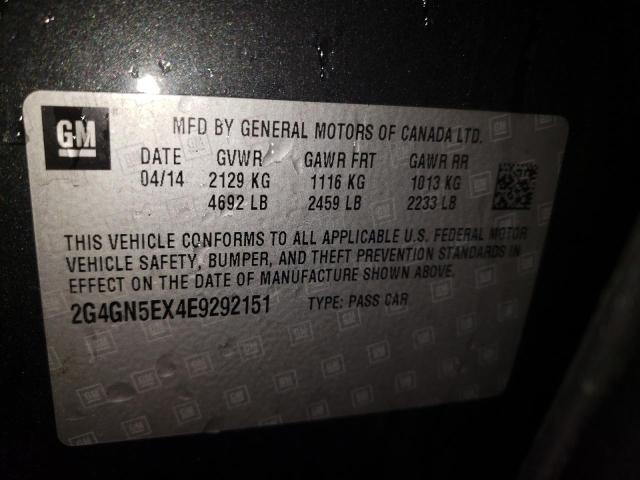 GM
MFD BY GENERAL MOTORS OF CANADA LTD.
DATE GVWR GAWR FRT GAWR RR
04/14 2129 KG 1116 KG 1013 KG
4692 LB 2459 LB 2233 LB
THIS VEHICLE CONFORMS TO ALL APPLICABLE U.S. FEDERAL MOTOR
VEHICLE SAFETY, BUMPER, AND THEFT PREVENTION STANDARDS IN
EFFECT ON THE DATE OF MANUFACTURE SHOWN ABOVE.
2G4GN5EX4E9292151 TYPE: PASS CAR